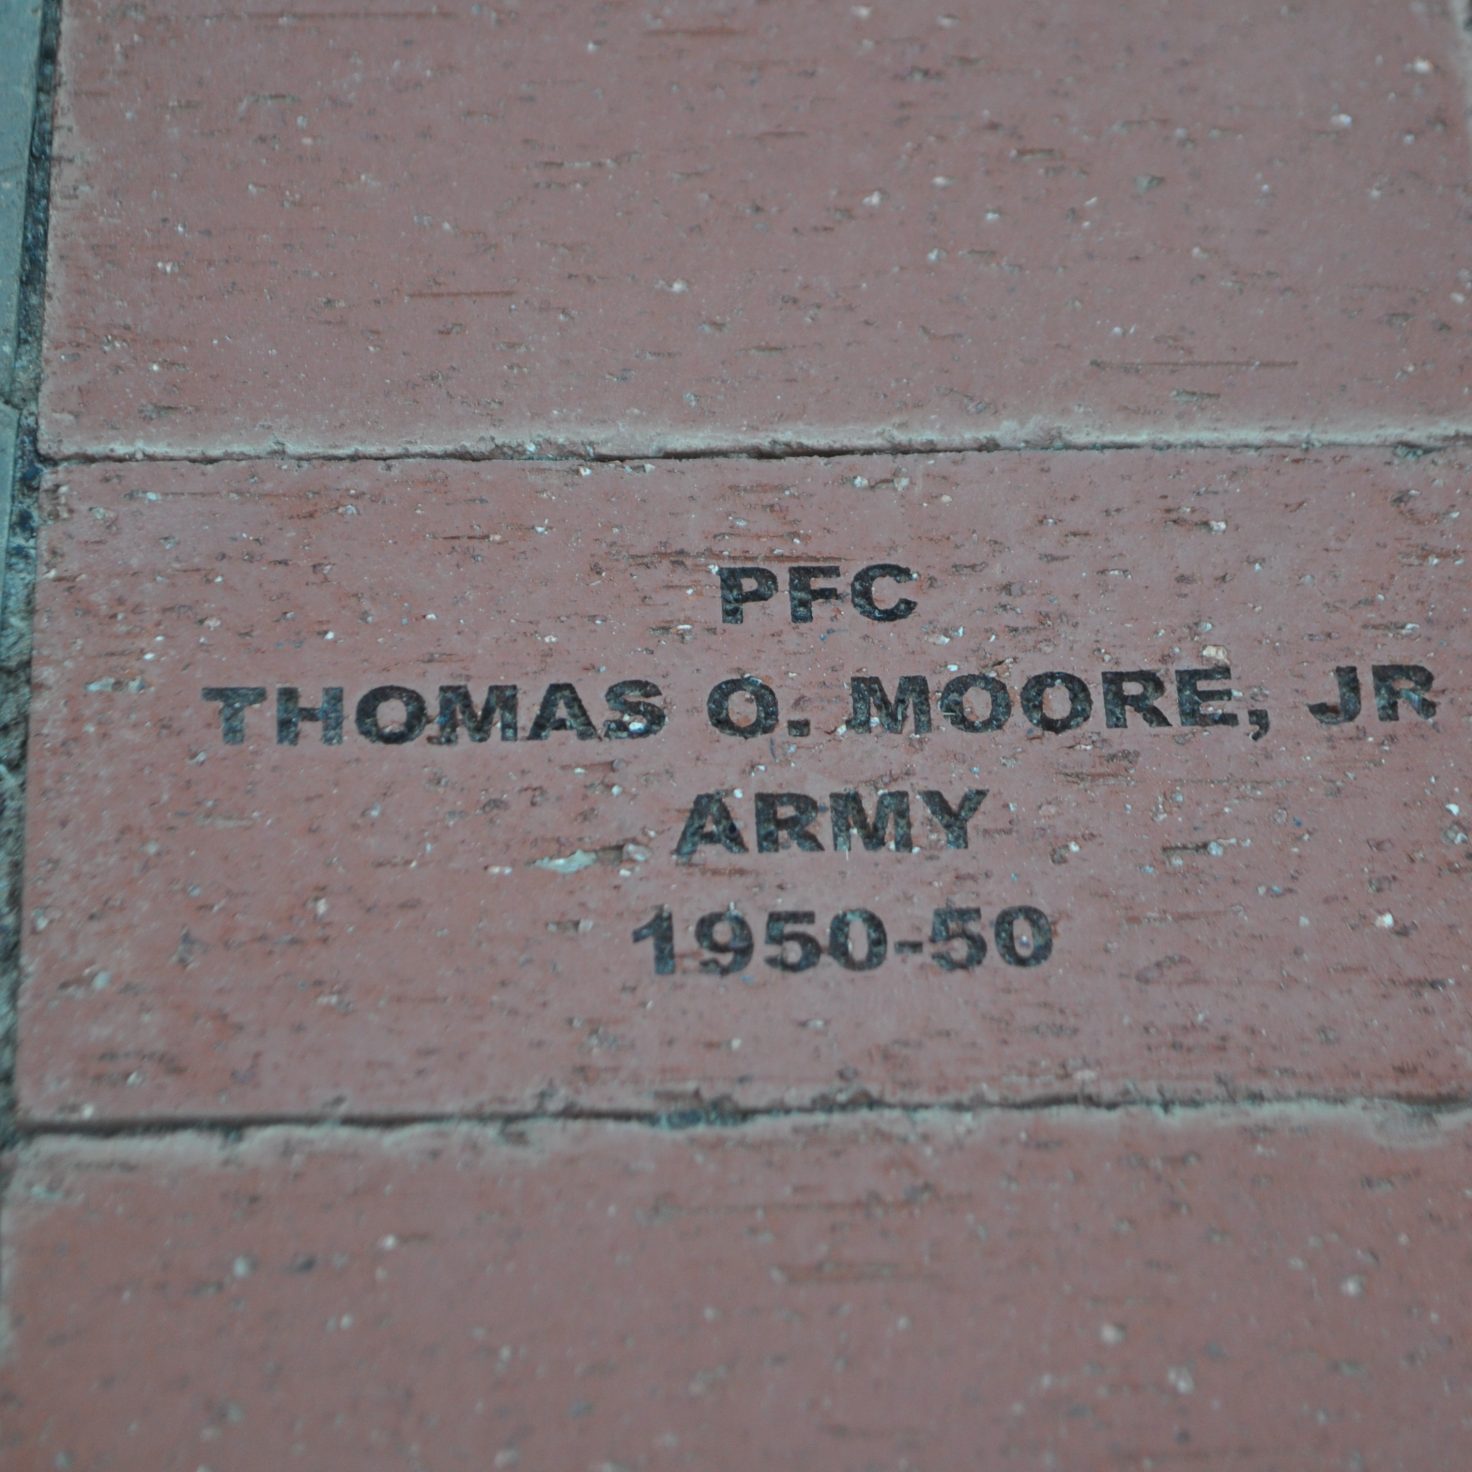 PFC
THOMAS O. MOORE, JR
ARMY
1950-50